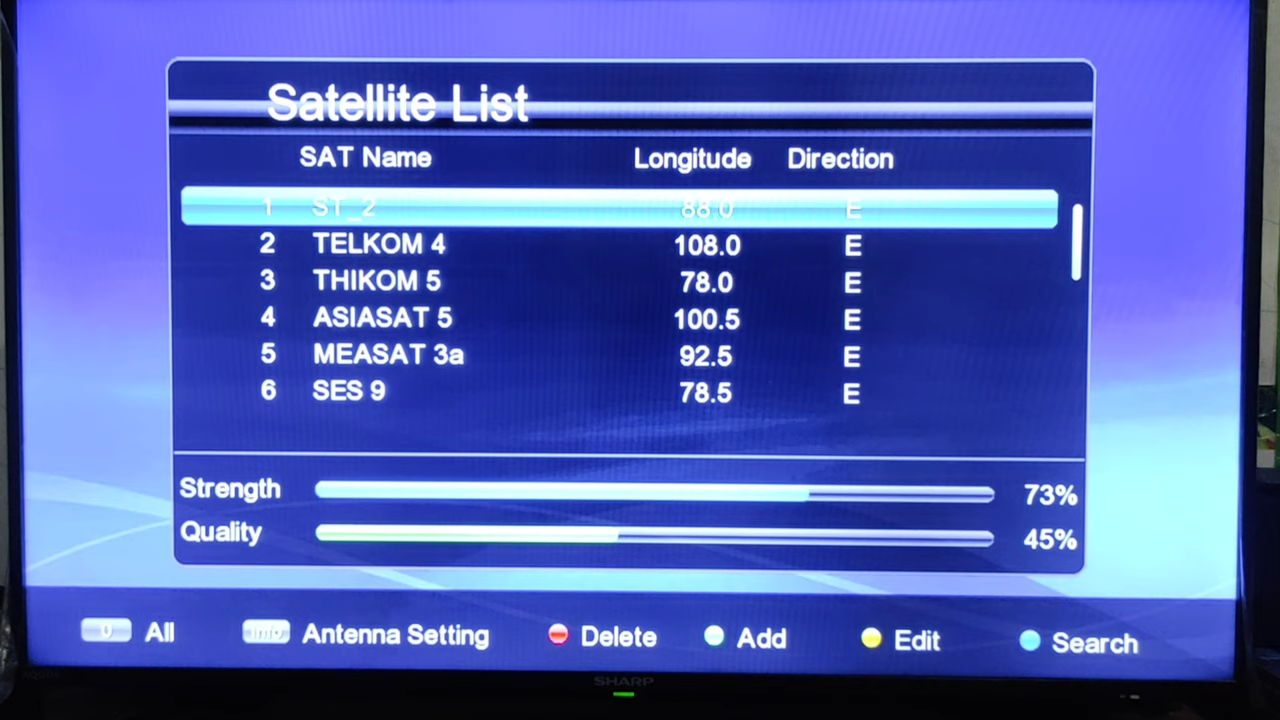 Satellite List
SAT Name Longitude Direction
1 ST_2 88.0 E
2 TELKOM 4 108.0 E
3 THIKOM 5 78.0 E
4 ASIASAT 5 100.5 E
5 MEASAT 3a 92.5 E
6 SES 9 78.5 E
Strength 73%
Quality 45%
0 All Info Antenna Setting Delete Add Edit Search
SHARP
AQUOS